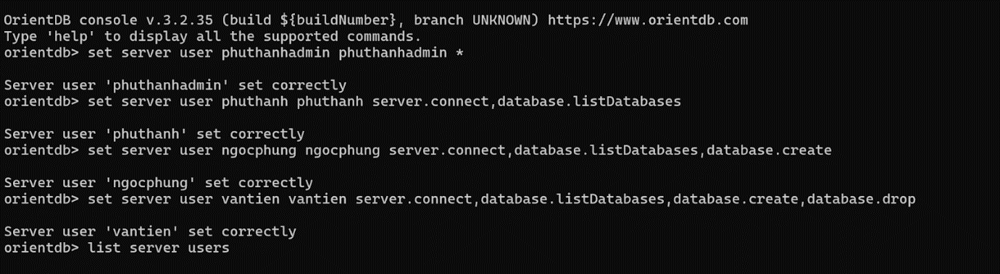 OrientDB console v.3.2.35 (build ${buildNumber}, branch UNKNOWN) https://www.orientdb.com
Type 'help' to display all the supported commands.
orientdb> set server user phuthanhadmin phuthanhadmin *
Server user 'phuthanhadmin' set correctly
orientdb> set server user phuthanh phuthanh server.connect,database.listDatabases
Server user 'phuthanh' set correctly
orientdb> set server user ngocphung ngocphung server.connect,database.listDatabases,database.create
Server user 'ngocphung' set correctly
orientdb> set server user vantien vantien server.connect,database.listDatabases,database.create,database.drop
Server user 'vantien' set correctly
orientdb> list server users